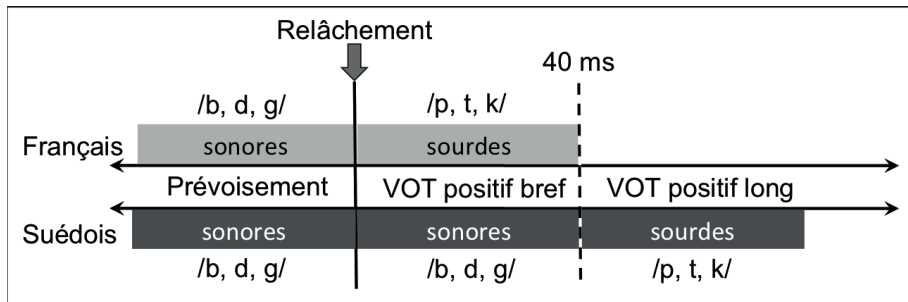 Relâchement
40 ms
/b, d, g/ /p, t, k/
Français sonores sourdes
Prévoisement VOT positif bref VOT positif long
Suédois sonores sonores sourdes
/b, d, g/ /b, d, g/ /p, t, k/